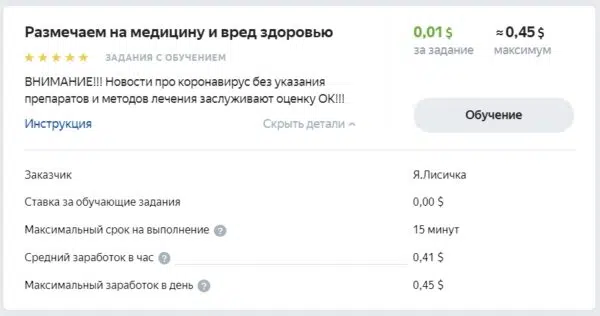 Размечаем на медицину и вред здоровью
0,01 $
≈ 0,45 $
ЗАДАНИЯ С ОБУЧЕНИЕМ
за задание
максимум
ВНИМАНИЕ!!! Новости про коронавирус без указания
препаратов и методов лечения заслуживают оценку ОК!!!
Обучение
Инструкция
Скрыть детали
Заказчик
Я.Лисичка
Ставка за обучающие задания
0,00 $
Максимальный срок на выполнение ?
15 минут
Средний заработок в час ?
0,41 $
Максимальный заработок в день ?
0,45 $